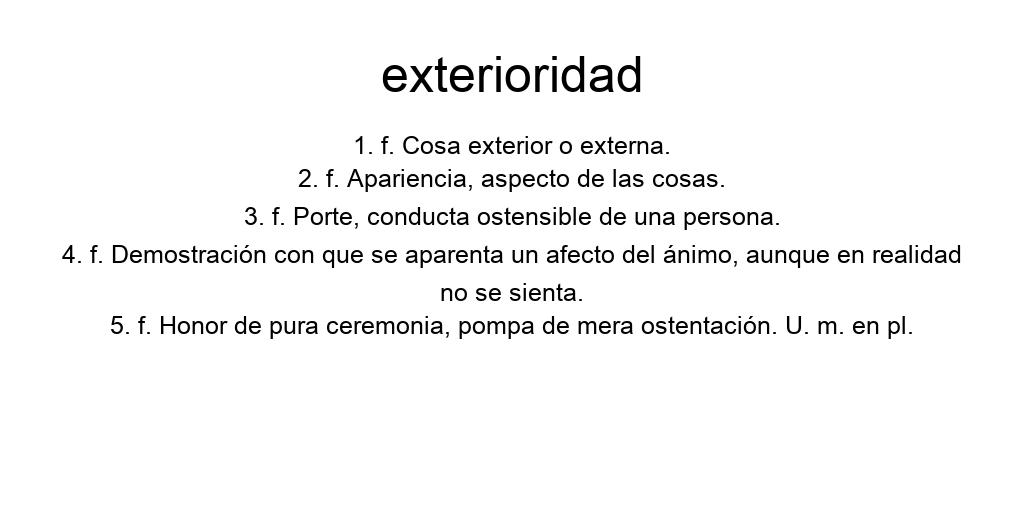 exterioridad
1. f. Cosa exterior o externa.
2. f. Apariencia, aspecto de las cosas.
3. f. Porte, conducta ostensible de una persona.
4. f. Demostración con que se aparenta un afecto del ánimo, aunque en realidad
no se sienta.
5. f. Honor de pura ceremonia, pompa de mera ostentación. U. m. en pl.